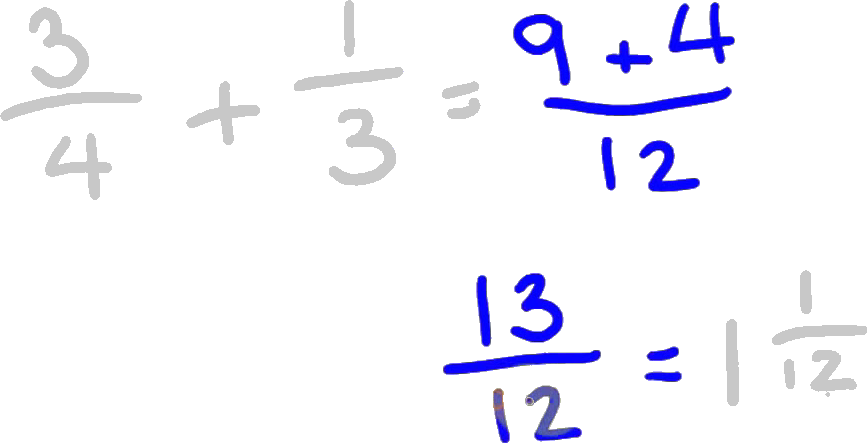 3/4 + 1/3 = (9 + 4)/12
13/12 = 1 1/12